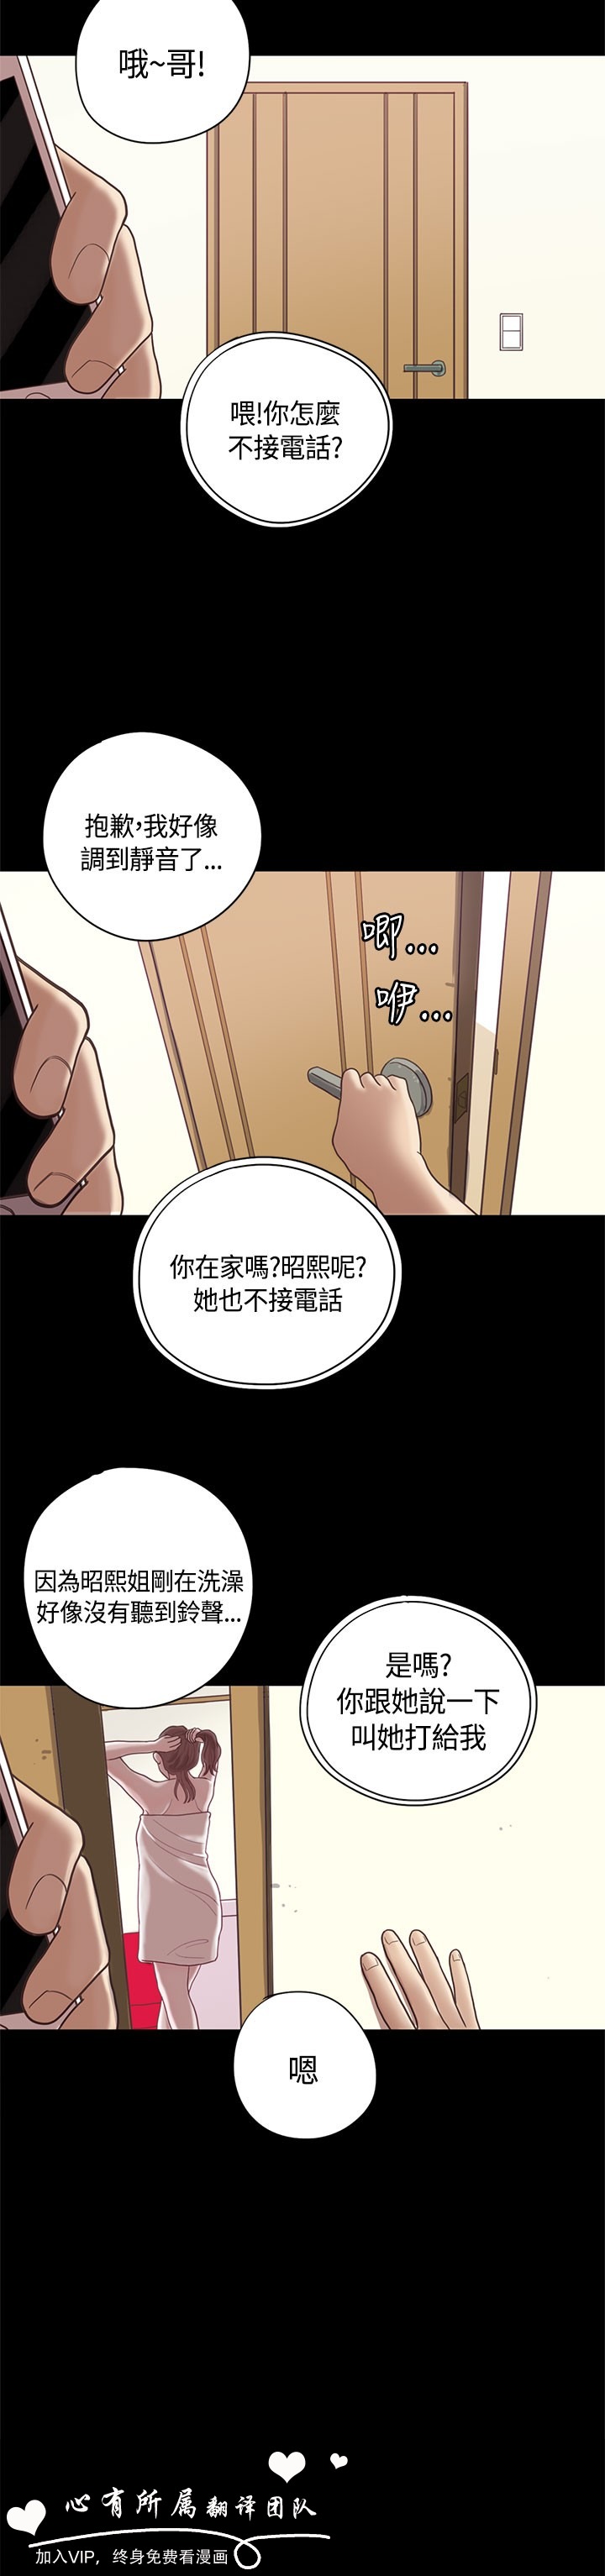 哦~哥!
喂!你怎麼
不接電話?
抱歉,我好像
調到靜音了...
唧...
咿...
你在家嗎?昭熙呢?
她也不接電話
因為昭熙姐剛在洗澡
好像沒有聽到鈴聲...
是嗎?
你跟她說一下
叫她打給我
嗯
心有所属翻译团队
加入VIP，终身免费看漫画